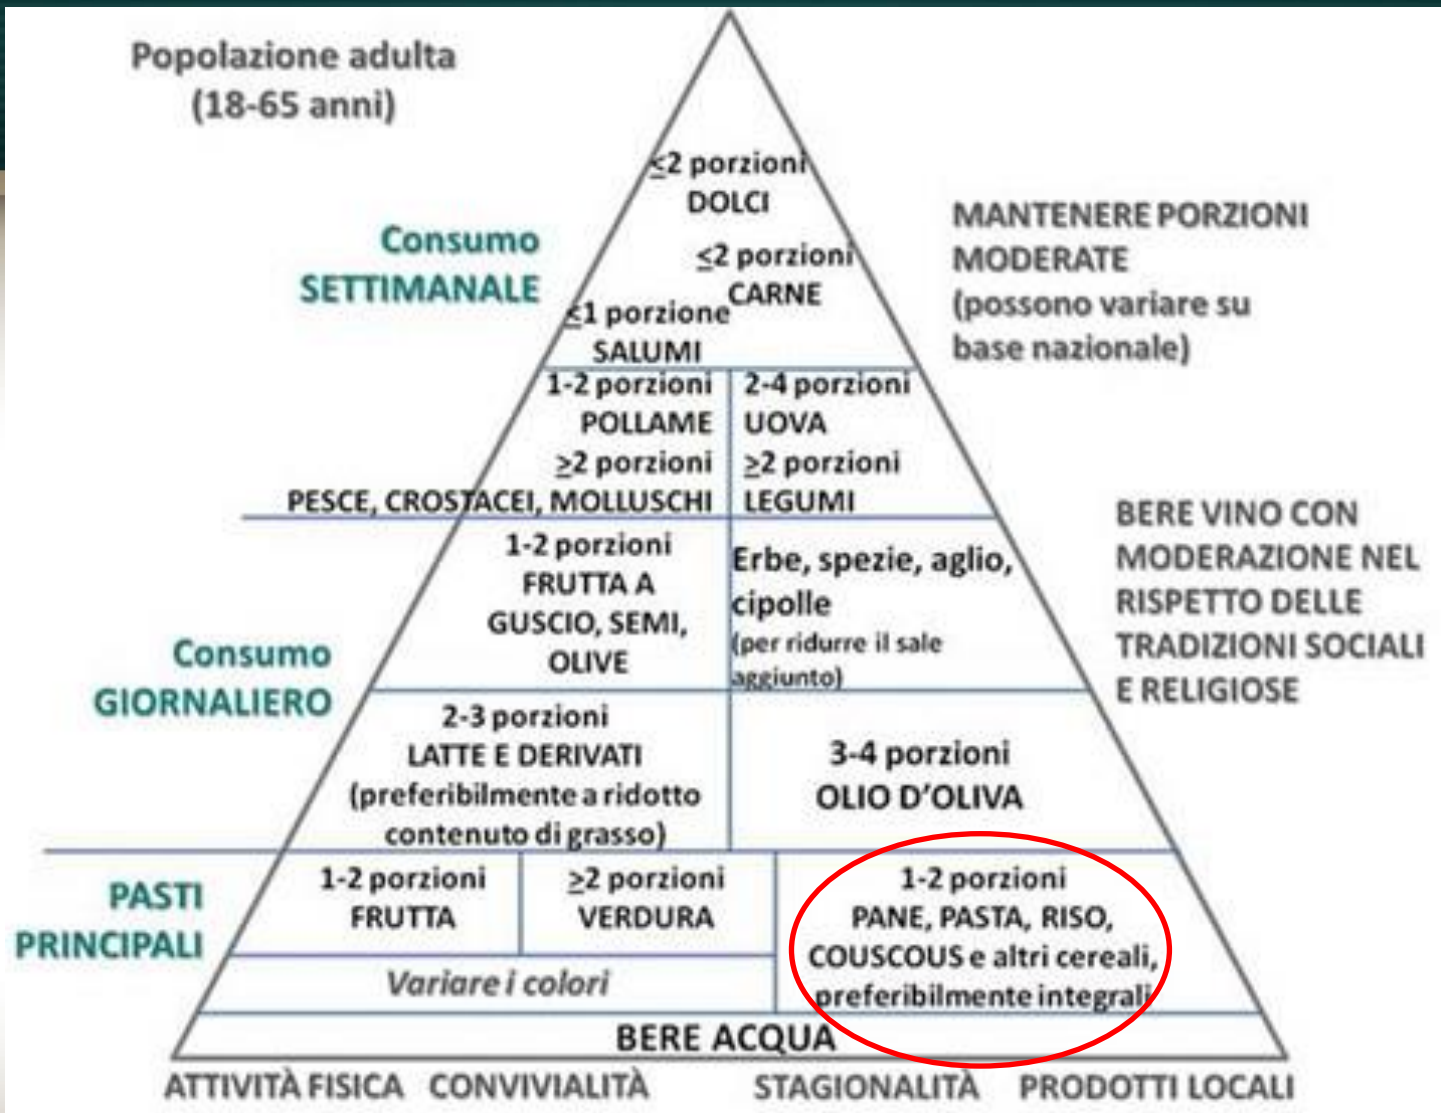 Popolazione adulta
(18-65 anni)
≤2 porzioni
DOLCI
Consumo
SETTIMANALE
≤2 porzioni
CARNE
≤1 porzione
SALUMI
MANTENERE PORZIONI
MODERATE
(possono variare su
base nazionale)
1-2 porzioni
POLLAME
≥2 porzioni
PESCE, CROSTACEI, MOLLUSCHI
2-4 porzioni
UOVA
≥2 porzioni
LEGUMI
BERE VINO CON
MODERAZIONE NEL
RISPETTO DELLE
TRADIZIONI SOCIALI
E RELIGIOSE
Consumo
GIORNALIERO
1-2 porzioni
FRUTTA A
GUSCIO, SEMI,
OLIVE
Erbe, spezie, aglio,
cipolle
(per ridurre il sale
aggiunto)
2-3 porzioni
LATTE E DERIVATI
(preferibilmente a ridotto
contenuto di grasso)
3-4 porzioni
OLIO D'OLIVA
PASTI
PRINCIPALI
1-2 porzioni
FRUTTA
≥2 porzioni
VERDURA
Variare i colori
1-2 porzioni
PANE, PASTA, RISO,
COUSCOUS e altri cereali,
preferibilmente integrali
BERE ACQUA
ATTIVITÀ FISICA CONVIVIALITÀ STAGIONALITÀ PRODOTTI LOCALI